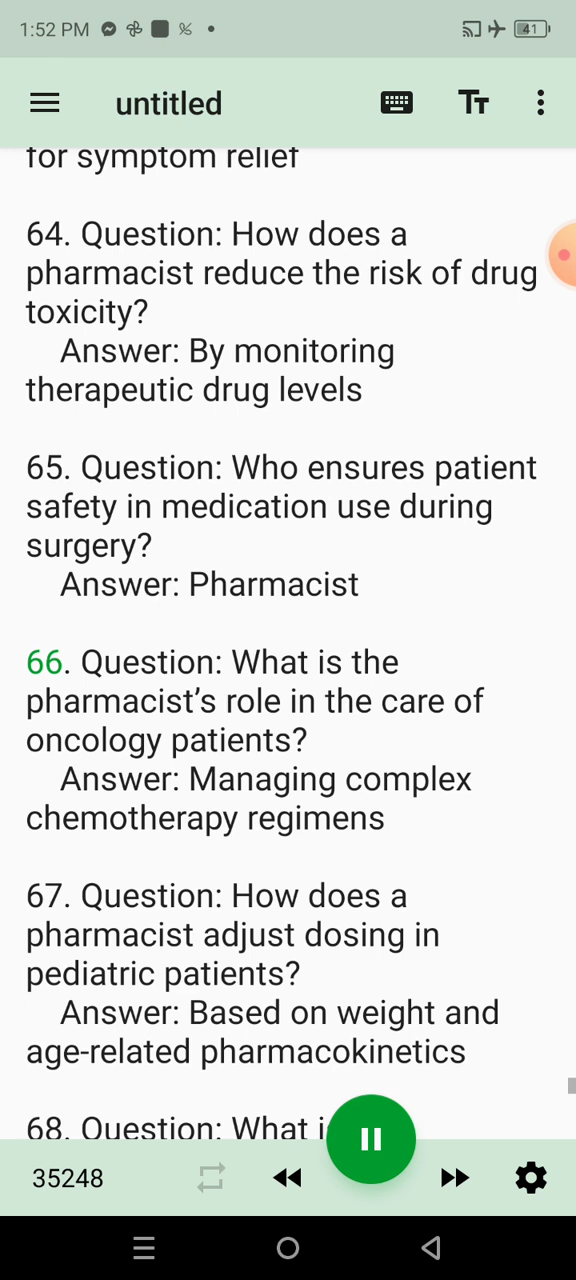 1:52 PM
41
untitled
for symptom relief
64. Question: How does a
pharmacist reduce the risk of drug
toxicity?
Answer: By monitoring
therapeutic drug levels
65. Question: Who ensures patient
safety in medication use during
surgery?
Answer: Pharmacist
66. Question: What is the
pharmacist’s role in the care of
oncology patients?
Answer: Managing complex
chemotherapy regimens
67. Question: How does a
pharmacist adjust dosing in
pediatric patients?
Answer: Based on weight and
age-related pharmacokinetics
68. Question: What
35248